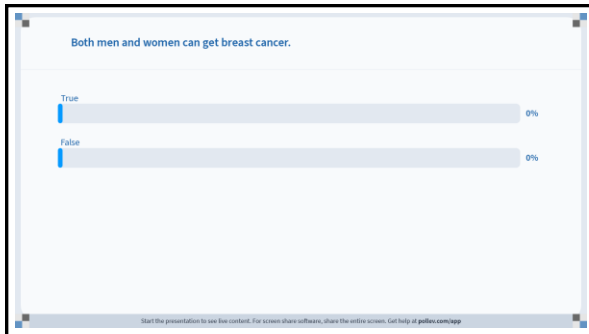 Both men and women can get breast cancer.
True
0%
False
0%
Start the presentation to see live content. For screen share software, share the entire screen. Get help at pollev.com/app